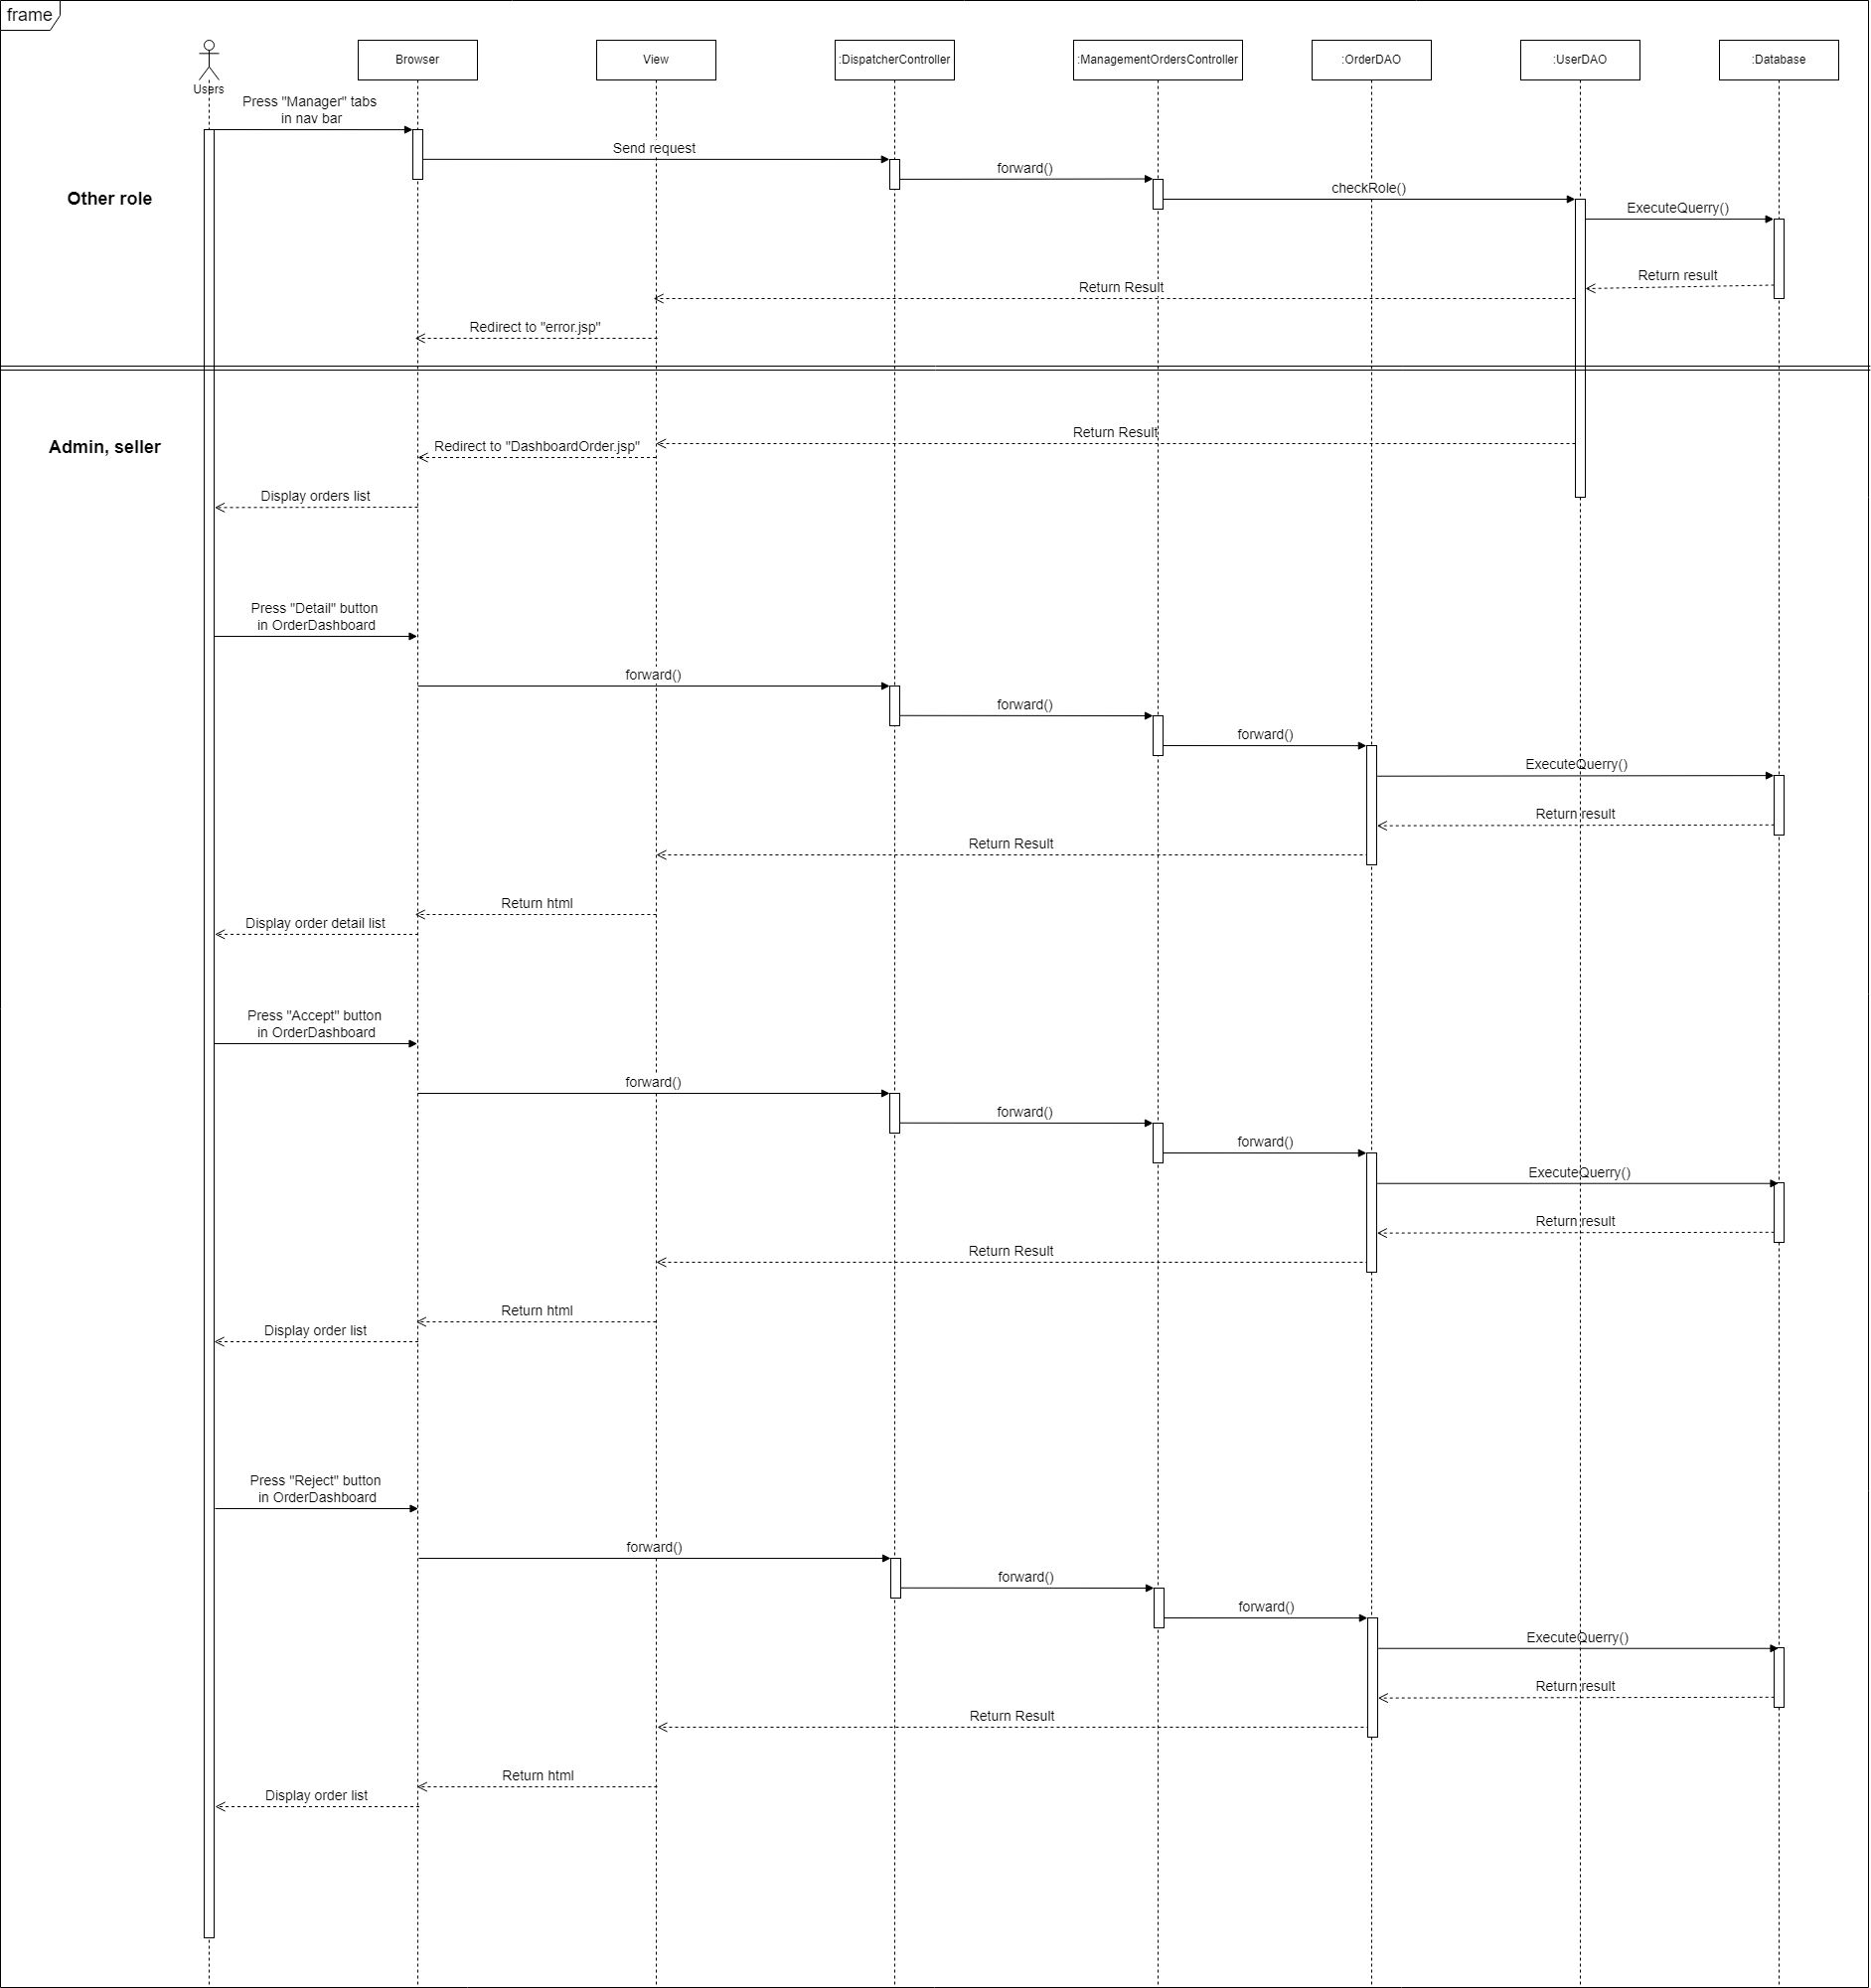 frame
Users
Browser
View
:DispatcherController
:ManagementOrdersController
:OrderDAO
:UserDAO
:Database
Press "Manager" tabs
in nav bar
Send request
forward()
checkRole()
Other role
ExecuteQuerry()
Return result
Return Result
Redirect to "error.jsp"
Return Result
Admin, seller
Redirect to "DashboardOrder.jsp"
Display orders list
Press "Detail" button
in OrderDashboard
forward()
forward()
forward()
ExecuteQuerry()
Return result
Return Result
Return html
Display order detail list
Press "Accept" button
in OrderDashboard
forward()
forward()
forward()
ExecuteQuerry()
Return result
Return Result
Return html
Display order list
Press "Reject" button
in OrderDashboard
forward()
forward()
forward()
ExecuteQuerry()
Return result
Return Result
Return html
Display order list